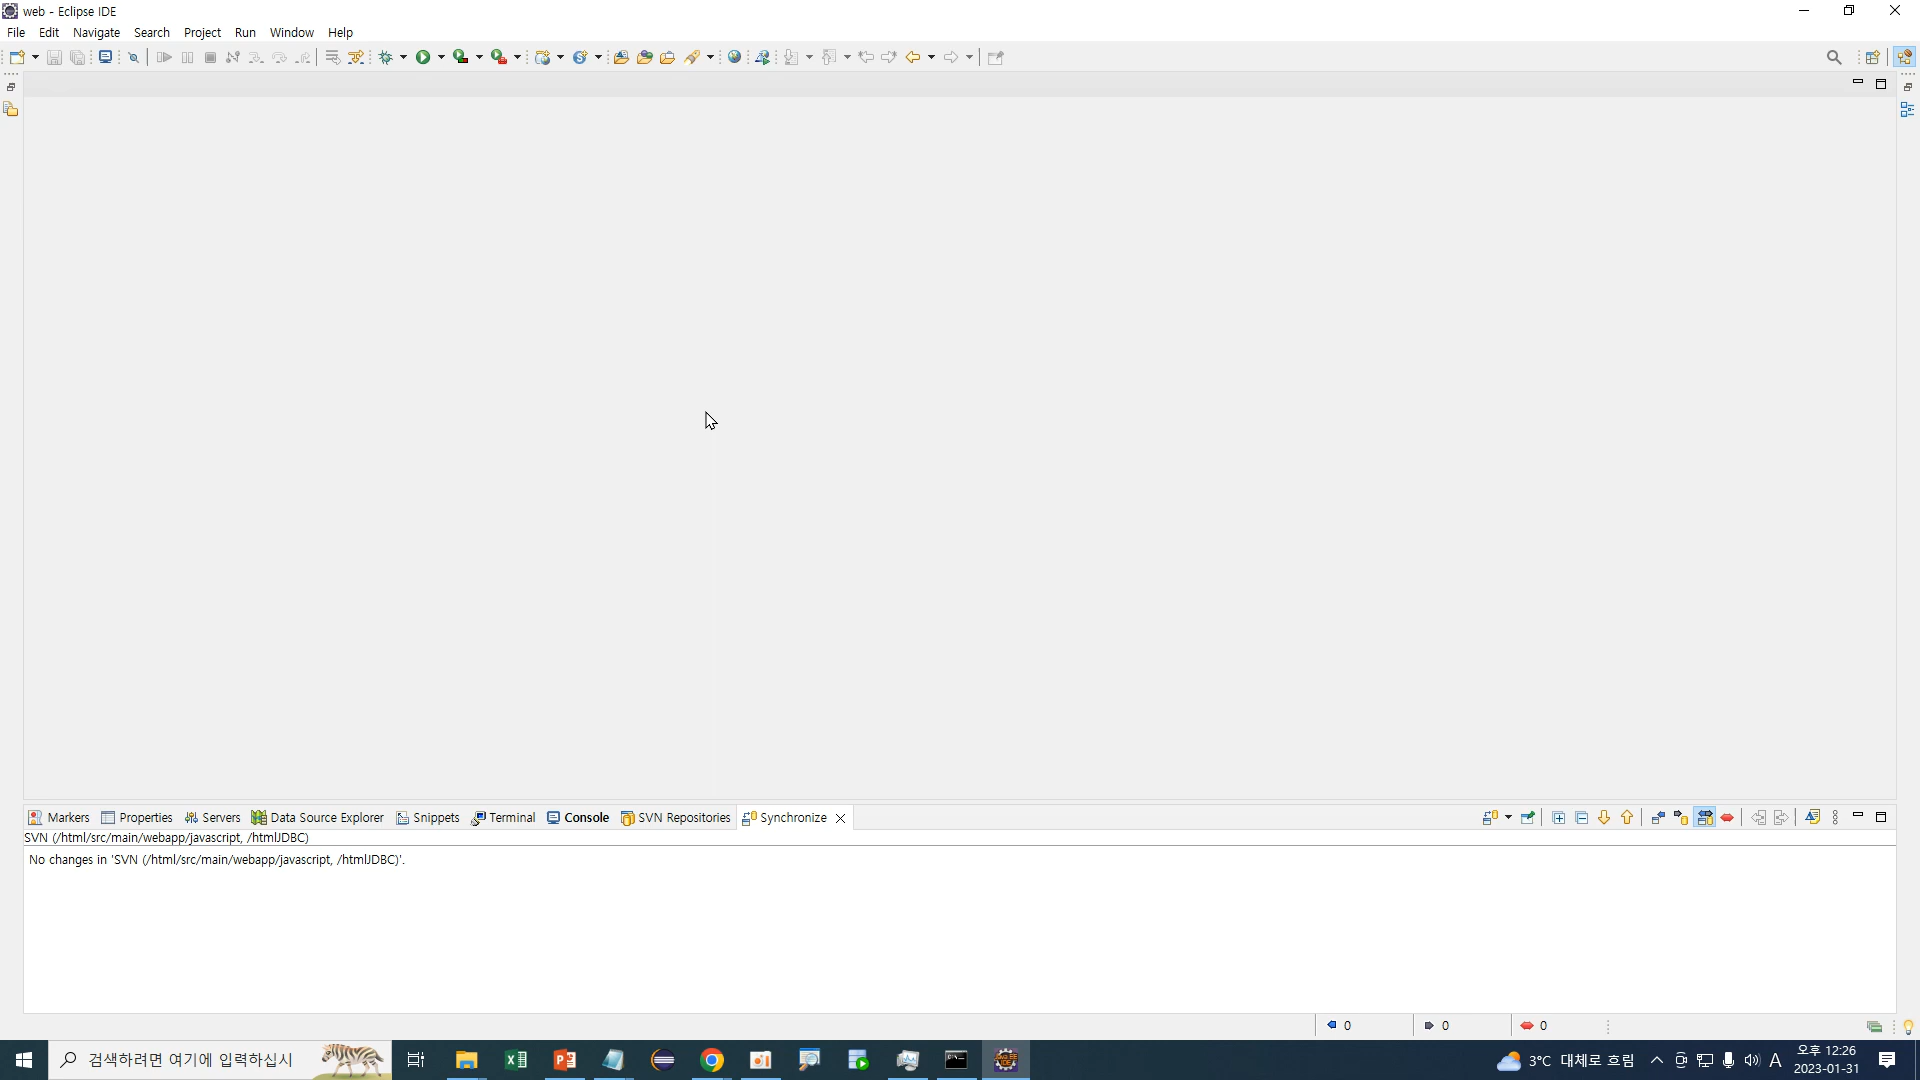 web - Eclipse IDE
File Edit Navigate Search Project Run Window Help
Markers Properties Servers Data Source Explorer Snippets Terminal Console SVN Repositories Synchronize
SVN (/html/src/main/webapp/javascript, /htmlJDBC)
No changes in 'SVN (/html/src/main/webapp/javascript, /htmlJDBC)'.
0 0 0
검색하려면 여기에 입력하십시 3°C 대체로 흐림 A 오후 12:26
2023-01-31